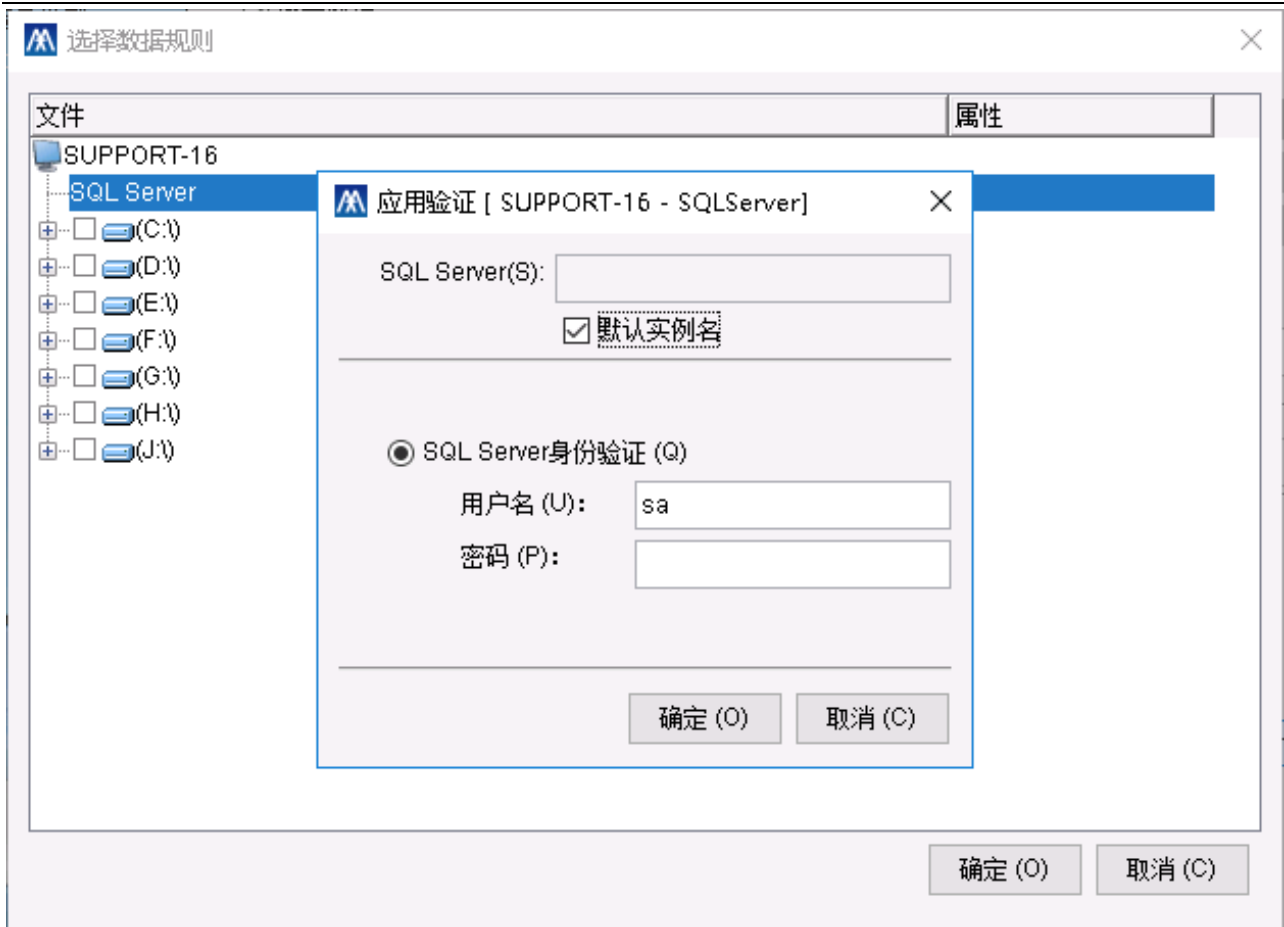 选择数据规则
文件 属性
SUPPORT-16
SQL Server
(C:\)
(D:\)
(E:\)
(F:\)
(G:\)
(H:\)
(J:\)
应用验证 [ SUPPORT-16 - SQLServer]
SQL Server(S):
默认实例名
SQL Server身份验证 (Q)
用户名 (U)： sa
密码 (P)：
确定 (O) 取消 (C)
确定 (O) 取消 (C)